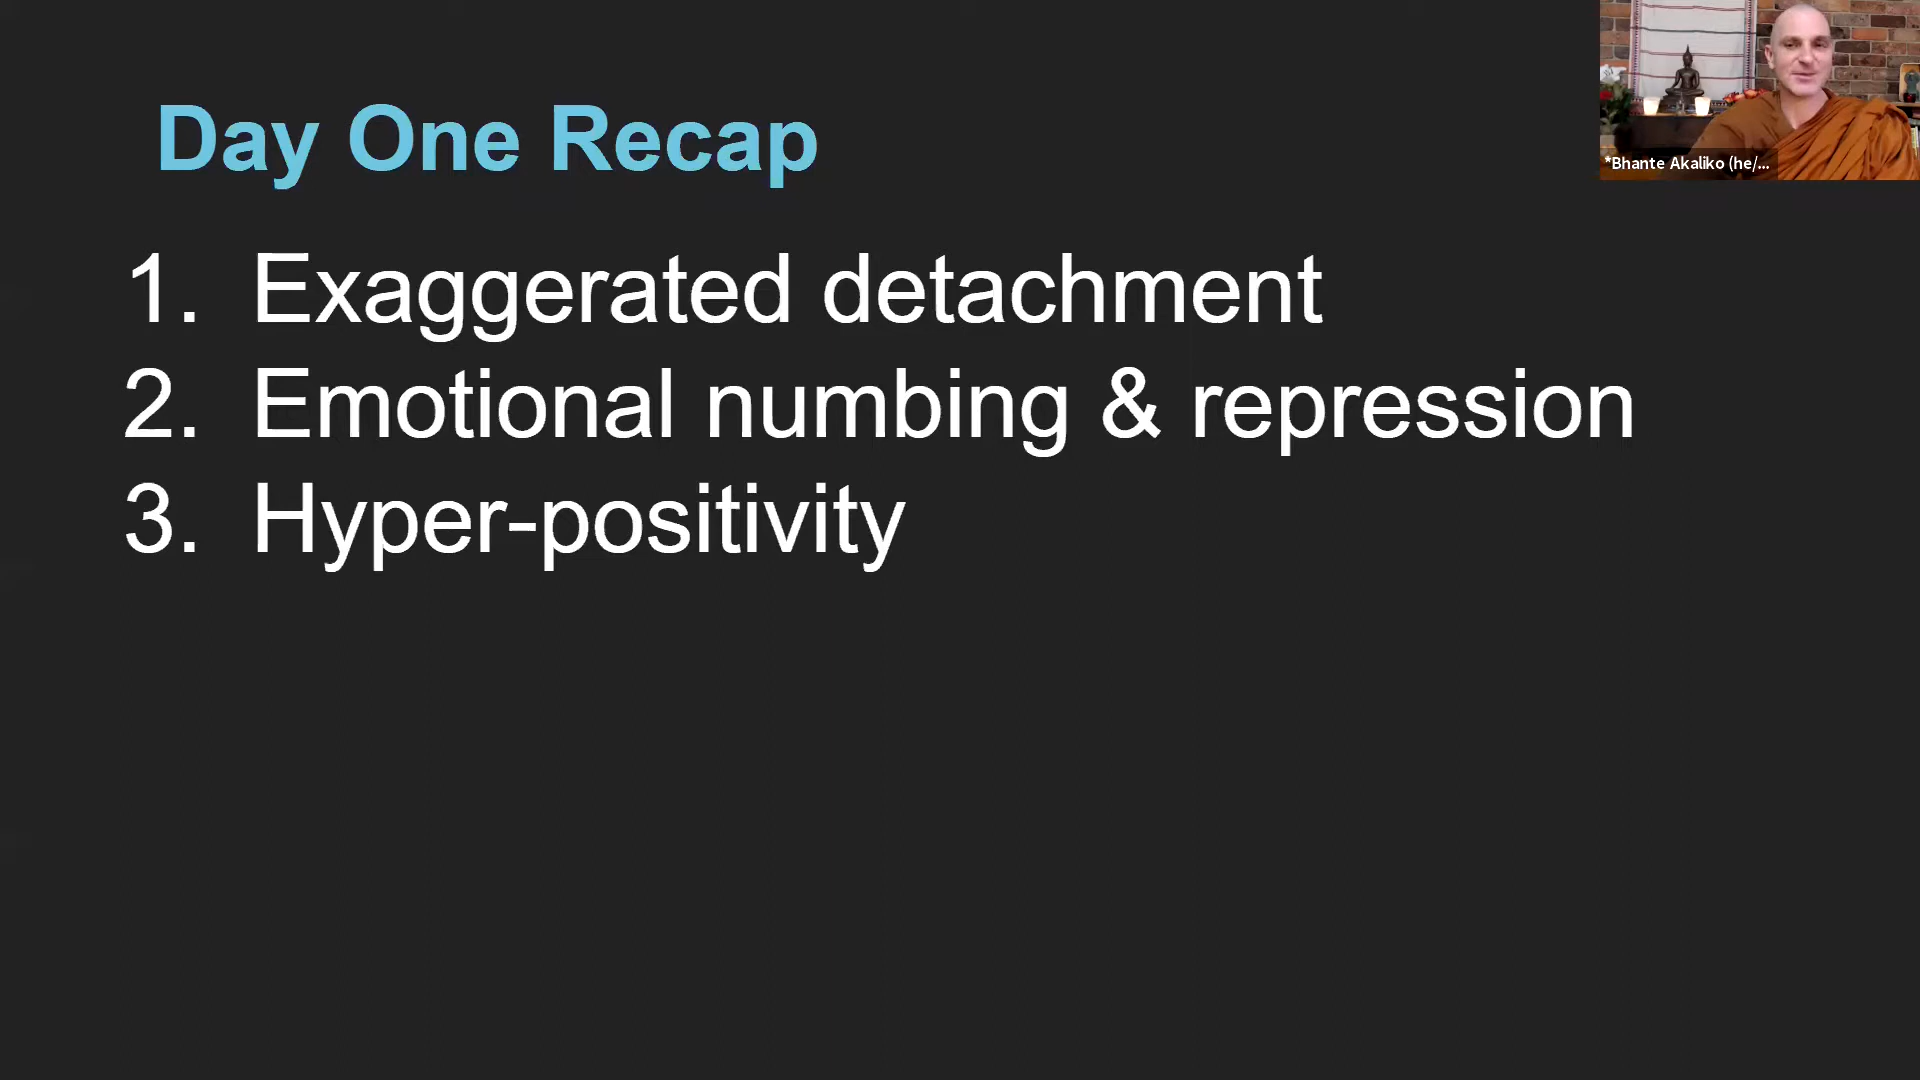 Day One Recap
*Bhante Akaliko (he/...
1. Exaggerated detachment
2. Emotional numbing & repression
3. Hyper-positivity